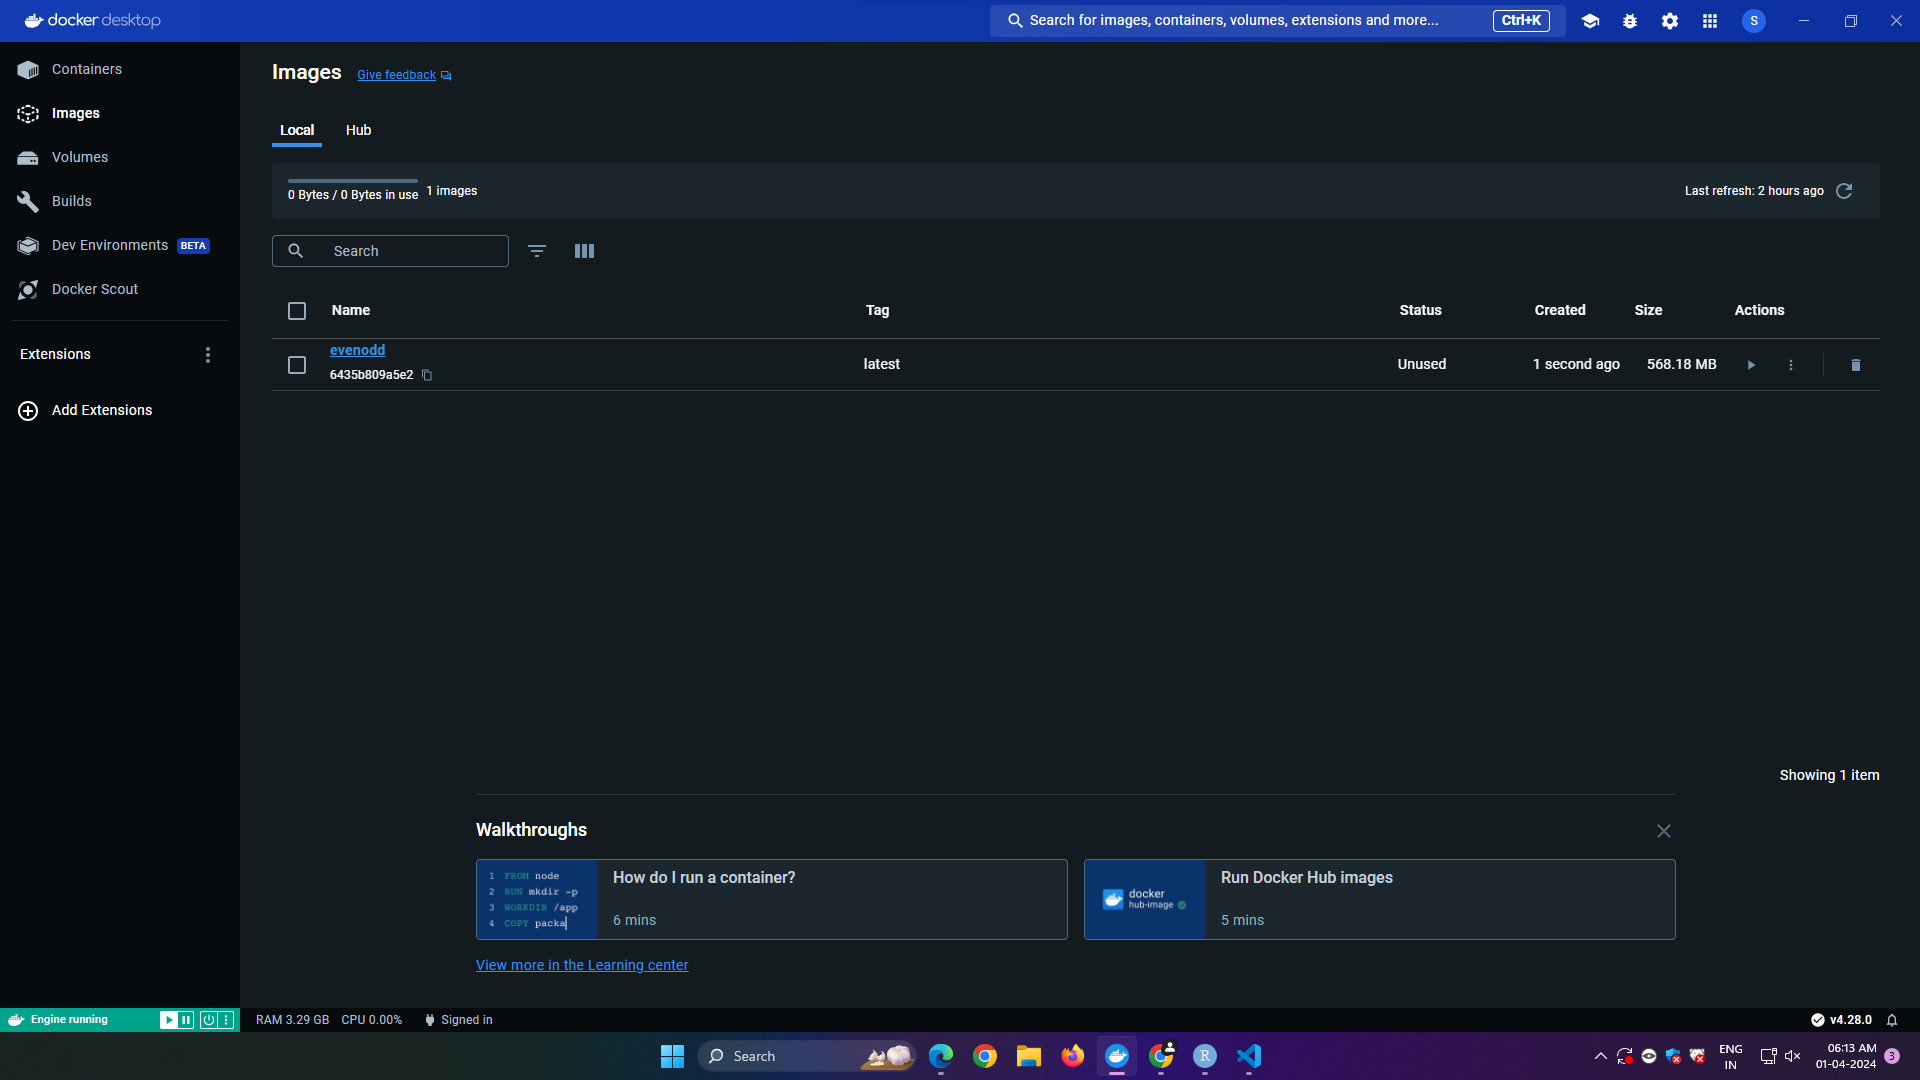 docker desktop
Search for images, containers, volumes, extensions and more...
Ctrl+K
S
Containers
Images
Volumes
Builds
Dev Environments BETA
Docker Scout
Extensions
Add Extensions
Images
Give feedback
Local
Hub
0 Bytes / 0 Bytes in use
1 images
Last refresh: 2 hours ago
Search
Name Tag Status Created Size Actions
evenodd
6435b809a5e2
latest
Unused
1 second ago
568.18 MB
Showing 1 item
Walkthroughs
1 FROM node
2 RUN mkdir -p
3 WORKDIR /app
4 COPY packa
How do I run a container?
6 mins
docker
hub-image
Run Docker Hub images
5 mins
View more in the Learning center
Engine running
RAM 3.29 GB CPU 0.00%
Signed in
v4.28.0
Search
R
ENG
IN
06:13 AM
01-04-2024
3